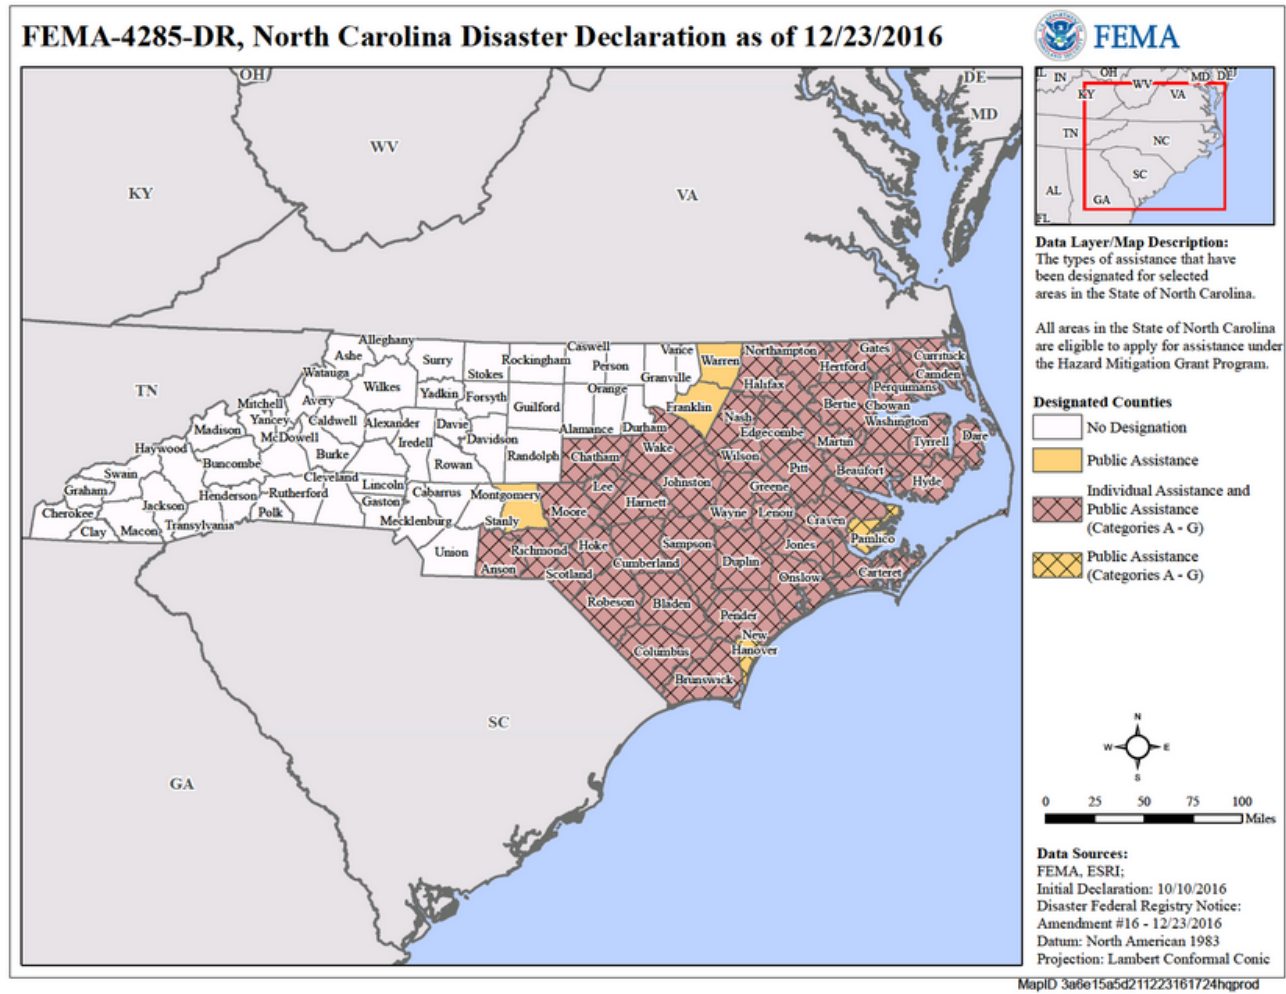 FEMA-4285-DR, North Carolina Disaster Declaration as of 12/23/2016
FEMA
OH
DE
MD
WV
KY
VA
TN
SC
GA
IL
IN
OH
MD
DE
NJ
WV
KY
VA
TN
NC
SC
AL
GA
FL
Data Layer/Map Description:
The types of assistance that have
been designated for selected
areas in the State of North Carolina.
All areas in the State of North Carolina
are eligible to apply for assistance under
the Hazard Mitigation Grant Program.
Designated Counties
No Designation
Public Assistance
Individual Assistance and
Public Assistance
(Categories A - G)
Public Assistance
(Categories A - G)
Alleghany
Ashe
Surry
Stokes
Rockingham
Caswell
Person
Vance
Granville
Warren
Northampton
Gates
Currituck
Camden
Hertford
Perquimans
Halifax
Watauga
Wilkes
Yadkin
Forsyth
Guilford
Orange
Franklin
Nash
Bertie
Chowan
Washington
Mitchell
Avery
Yancey
Caldwell
Alexander
Davie
Alamance
Durham
Edgecombe
Martin
Tyrrell
Dare
Madison
McDowell
Iredell
Davidson
Wake
Haywood
Burke
Rowan
Randolph
Chatham
Wilson
Pitt
Beaufort
Hyde
Buncombe
Swain
Cleveland
Lincoln
Lee
Johnston
Greene
Graham
Henderson
Rutherford
Gaston
Cabarrus
Montgomery
Harnett
Jackson
Cherokee
Polk
Mecklenburg
Stanly
Moore
Wayne
Lenoir
Craven
Clay
Macon
Transylvania
Pamlico
Union
Richmond
Hoke
Sampson
Jones
Anson
Scotland
Cumberland
Duplin
Onslow
Carteret
Robeson
Bladen
Pender
New
Hanover
Columbus
Brunswick
N
W
E
S
0 25 50 75 100
Miles
Data Sources:
FEMA, ESRI;
Initial Declaration: 10/10/2016
Disaster Federal Registry Notice:
Amendment #16 - 12/23/2016
Datum: North American 1983
Projection: Lambert Conformal Conic
MapID 3a6e15a5d211223161724hqprod